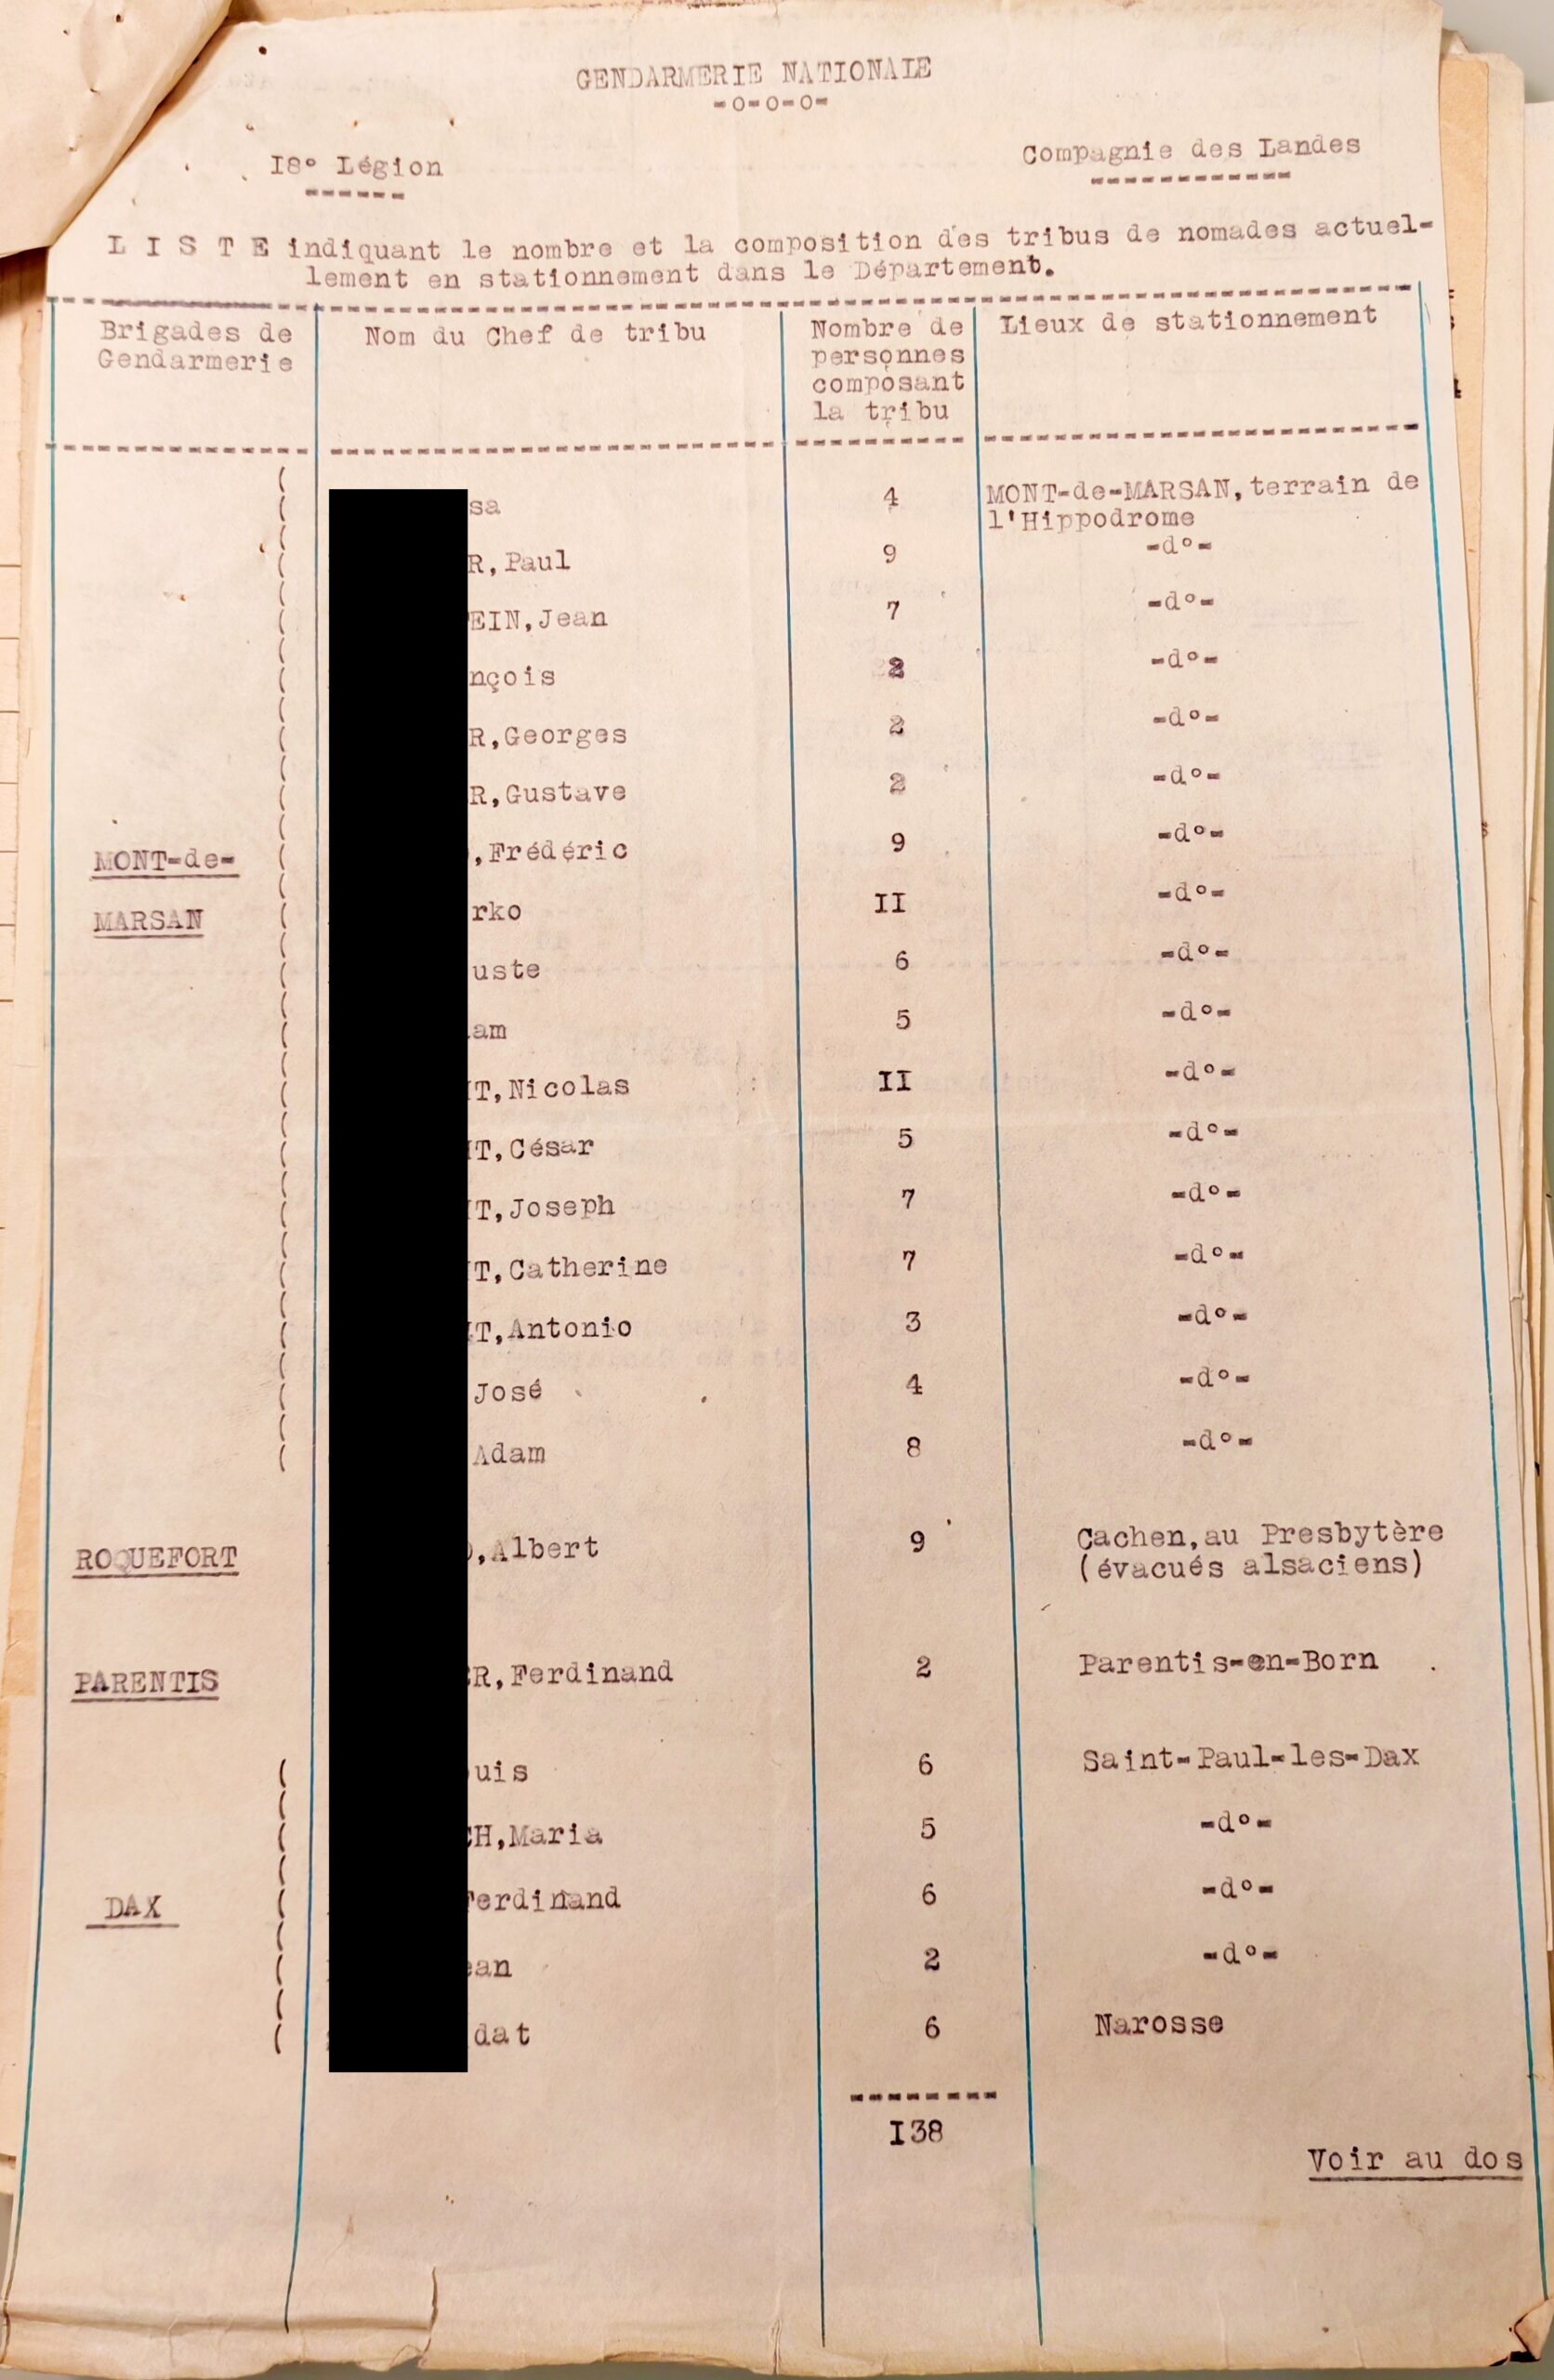 GENDARMERIE NATIONALE
-o-o-o-
I8° Légion
Compagnie des Landes
L I S T E indiquant le nombre et la composition des tribus de nomades actuel-
lement en stationnement dans le Département.
Brigades de Gendarmerie
Nom du Chef de tribu
Nombre de personnes composant la tribu
Lieux de stationnement
MONT-de-
MARSAN
sa 4 MONT-de-MARSAN, terrain de
l'Hippodrome
R, Paul 9 -d°-
EIN, Jean 7 -d°-
nçois 2 -d°-
R, Georges 2 -d°-
R, Gustave 2 -d°-
, Frédéric 9 -d°-
rko II -d°-
uste 6 -d°-
am 5 -d°-
T, Nicolas II -d°-
T, César 5 -d°-
T, Joseph 7 -d°-
T, Catherine 7 -d°-
T, Antonio 3 -d°-
José 4 -d°-
Adam 8 -d°-
ROQUEFORT , Albert 9 Cachen, au Presbytère
(évacués alsaciens)
PARENTIS R, Ferdinand 2 Parentis-en-Born
DAX
uis 6 Saint-Paul-les-Dax
CH, Maria 5 -d°-
Ferdinand 6 -d°-
an 2 -d°-
dat 6 Narosse
I38
Voir au dos